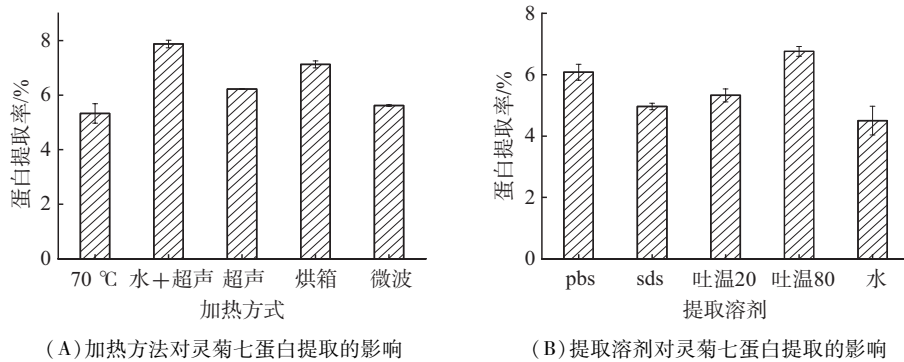 蛋白提取率/%
8
6
4
2
0
70 ℃ 水＋超声 超声 烘箱 微波
加热方式
(A)加热方法对灵菊七蛋白提取的影响
蛋白提取率/%
8
6
4
2
0
pbs sds 吐温20 吐温80 水
提取溶剂
(B)提取溶剂对灵菊七蛋白提取的影响